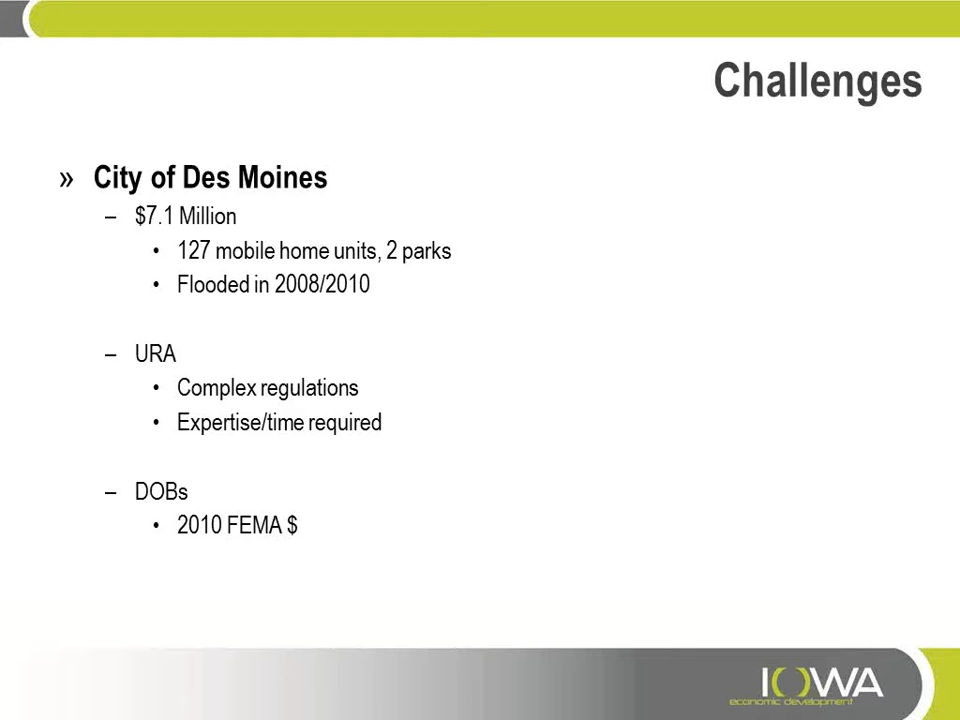 Challenges
» City of Des Moines
– $7.1 Million
• 127 mobile home units, 2 parks
• Flooded in 2008/2010
– URA
• Complex regulations
• Expertise/time required
– DOBs
• 2010 FEMA $
IOWA
economic development